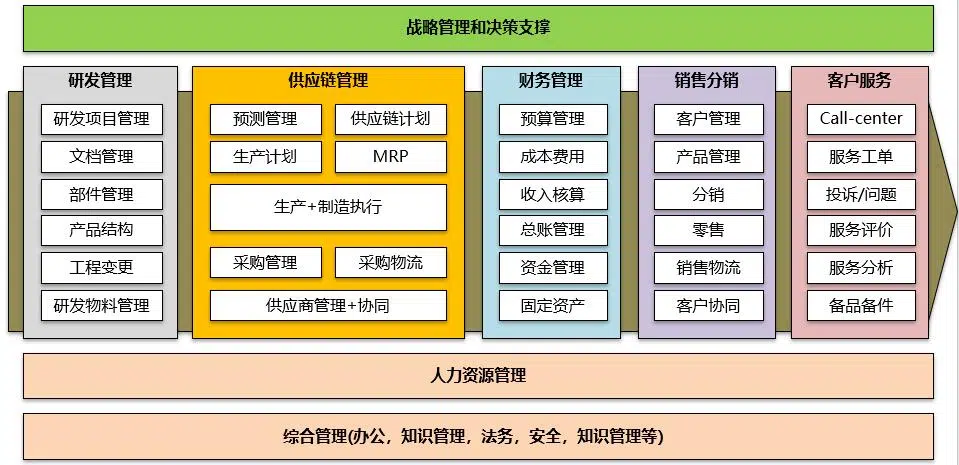 战略管理和决策支撑
研发管理
研发项目管理
文档管理
部件管理
产品结构
工程变更
研发物料管理
供应链管理
预测管理 供应链计划
生产计划 MRP
生产+制造执行
采购管理 采购物流
供应商管理+协同
财务管理
预算管理
成本费用
收入核算
总账管理
资金管理
固定资产
销售分销
客户管理
产品管理
分销
零售
销售物流
客户协同
客户服务
Call-center
服务工单
投诉/问题
服务评价
服务分析
备品备件
人力资源管理
综合管理(办公，知识管理，法务，安全，知识管理等)